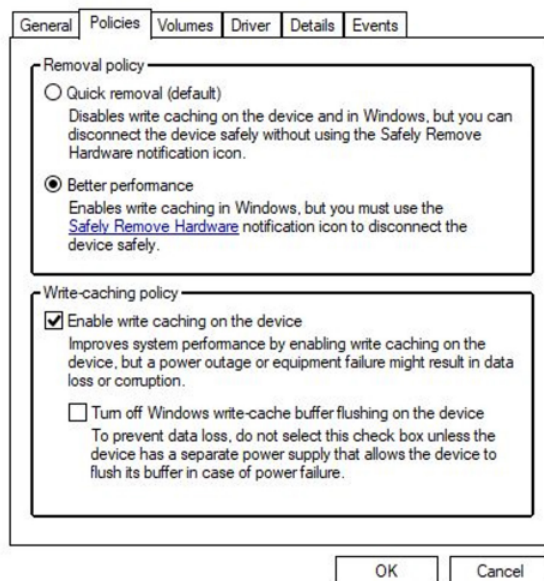 General Policies Volumes Driver Details Events
Removal policy
Quick removal (default)
Disables write caching on the device and in Windows, but you can
disconnect the device safely without using the Safely Remove
Hardware notification icon.
Better performance
Enables write caching in Windows, but you must use the
Safely Remove Hardware notification icon to disconnect the
device safely.
Write-caching policy
Enable write caching on the device
Improves system performance by enabling write caching on the
device, but a power outage or equipment failure might result in data
loss or corruption.
Turn off Windows write-cache buffer flushing on the device
To prevent data loss, do not select this check box unless the
device has a separate power supply that allows the device to
flush its buffer in case of power failure.
OK Cancel